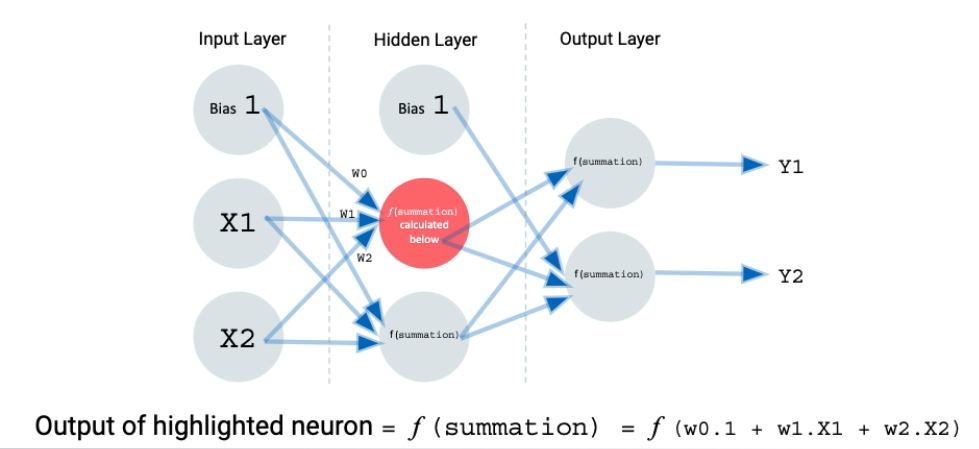 Input Layer
Hidden Layer
Output Layer
Bias 1
Bias 1
f(summation)
Y1
W0
X1
W1
f(summation)
calculated
below
W2
f(summation)
Y2
X2
f(summation)
Output of highlighted neuron = f (summation) = f (w0.1 + w1.X1 + w2.X2)